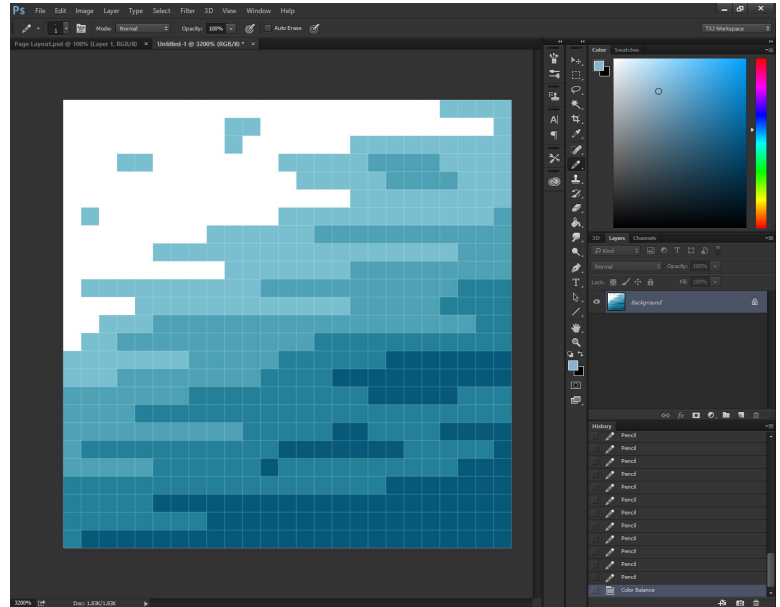 Ps File Edit Image Layer Type Select Filter 3D View Window Help
1 Mode: Normal Opacity: 100% Auto Erase TXJ Workspace
Page Layout.psd @ 100% (Layer 1, RGB/8) × Untitled-1 @ 3200% (RGB/8) * ×
Color Swatches
3D Layers Channels
Kind
Normal Opacity: 100%
Lock: Fill: 100%
Background
fx
History
Pencil
Pencil
Pencil
Pencil
Pencil
Pencil
Pencil
Pencil
Pencil
Pencil
Pencil
Pencil
Color Balance
3200% Doc: 1.83K/1.83K